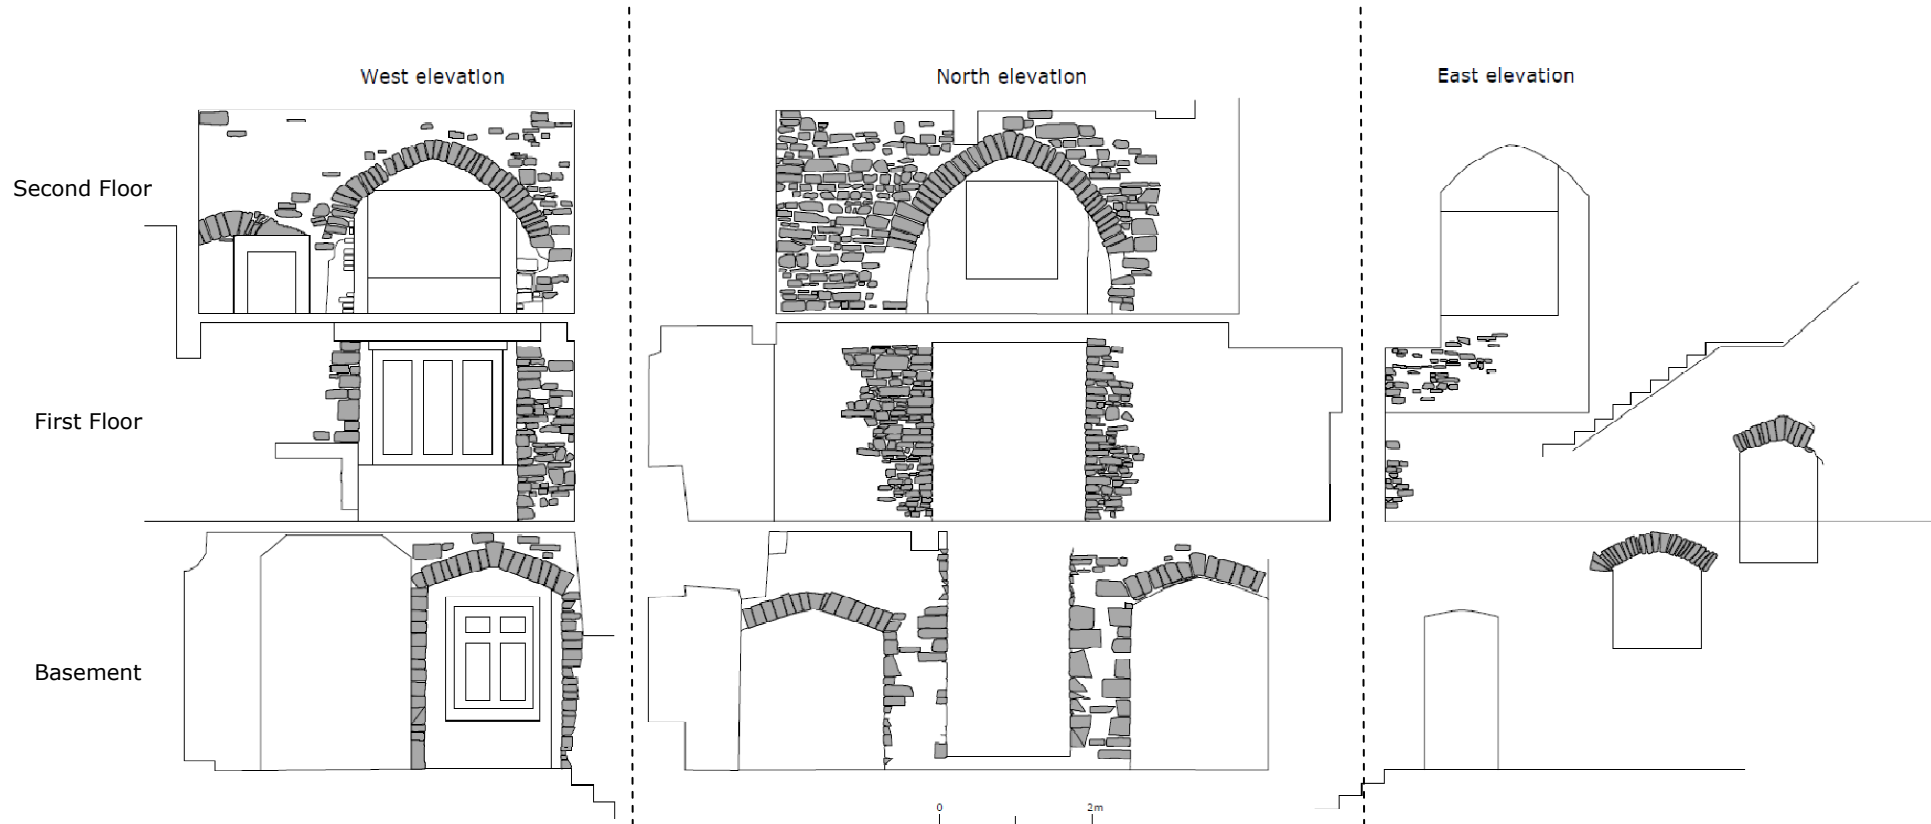 West elevation
North elevation
East elevation
Second Floor
First Floor
Basement
0 2m